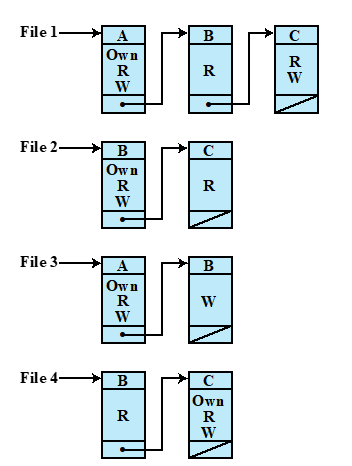 File 1 A B C
Own R R
R W
W
File 2 B C
Own R
R
W
File 3 A B
Own W
R
W
File 4 B C
R Own
R
W